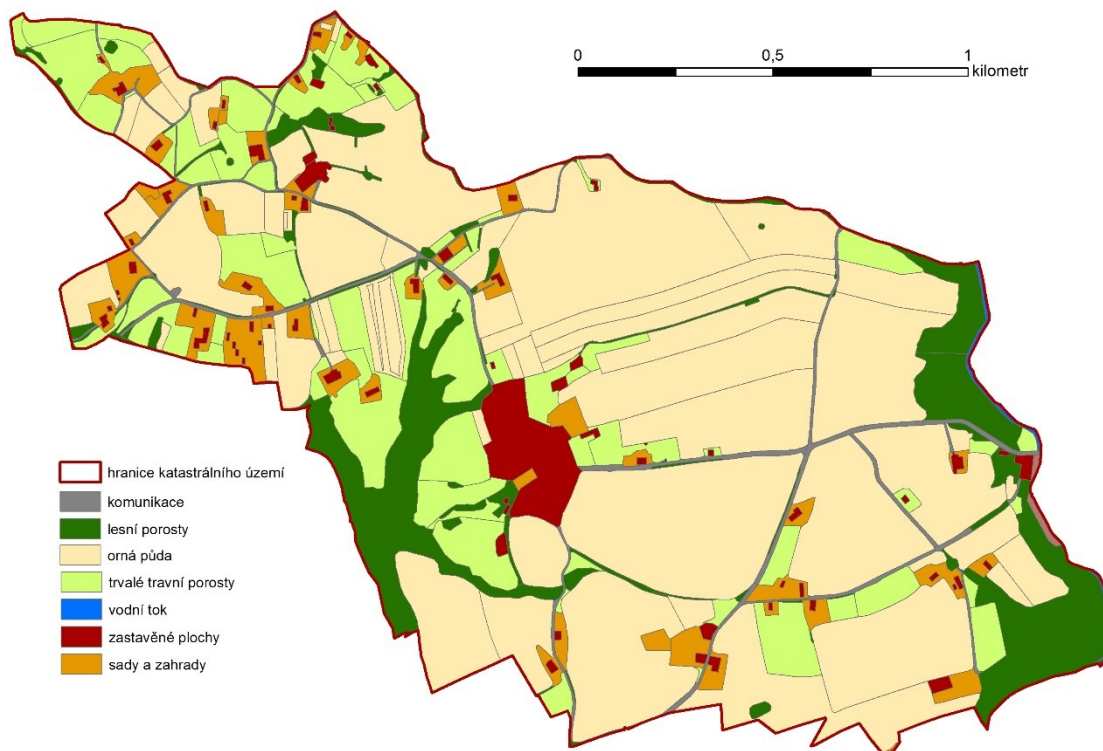 0 0,5 1
kilometr
hranice katastrálního území
komunikace
lesní porosty
orná půda
trvalé travní porosty
vodní tok
zastavěné plochy
sady a zahrady